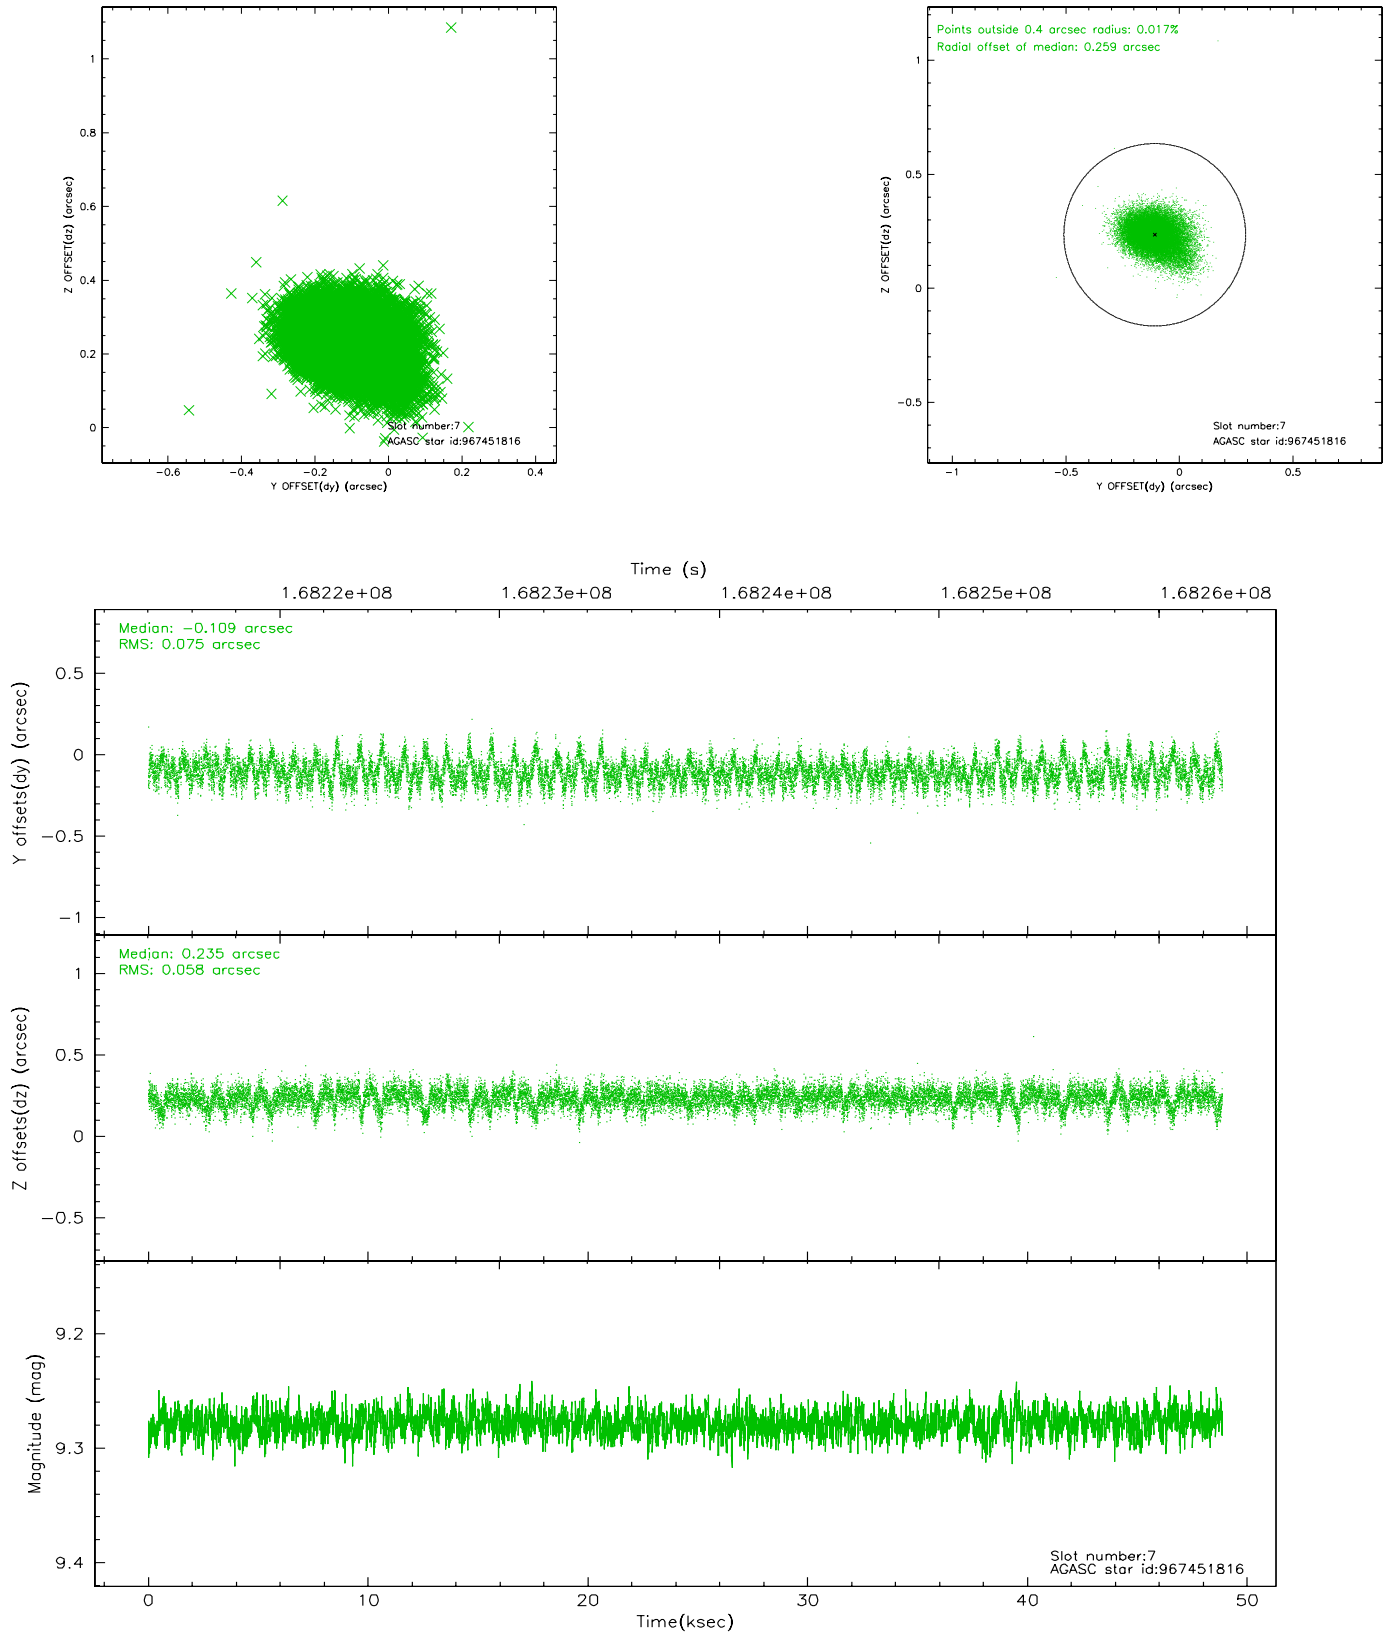 1
0.8
0.6
0.4
0.2
0
Z OFFSET(dz) (arcsec)
−0.6 −0.4 −0.2 0 0.2 0.4
Y OFFSET(dy) (arcsec)
Slot number:7
AGASC star id:967451816
Points outside 0.4 arcsec radius: 0.017%
Radial offset of median: 0.259 arcsec
1
0.5
0
−0.5
Z OFFSET(dz) (arcsec)
−1 −0.5 0 0.5
Y OFFSET(dy) (arcsec)
Slot number:7
AGASC star id:967451816
Time (s)
1.6822e+08 1.6823e+08 1.6824e+08 1.6825e+08 1.6826e+08
Median: −0.109 arcsec
RMS: 0.075 arcsec
0.5
0
−0.5
−1
Y offsets(dy) (arcsec)
Median: 0.235 arcsec
RMS: 0.058 arcsec
1
0.5
0
−0.5
Z offsets(dz) (arcsec)
9.2
9.3
9.4
Magnitude (mag)
Slot number:7
AGASC star id:967451816
0 10 20 30 40 50
Time(ksec)